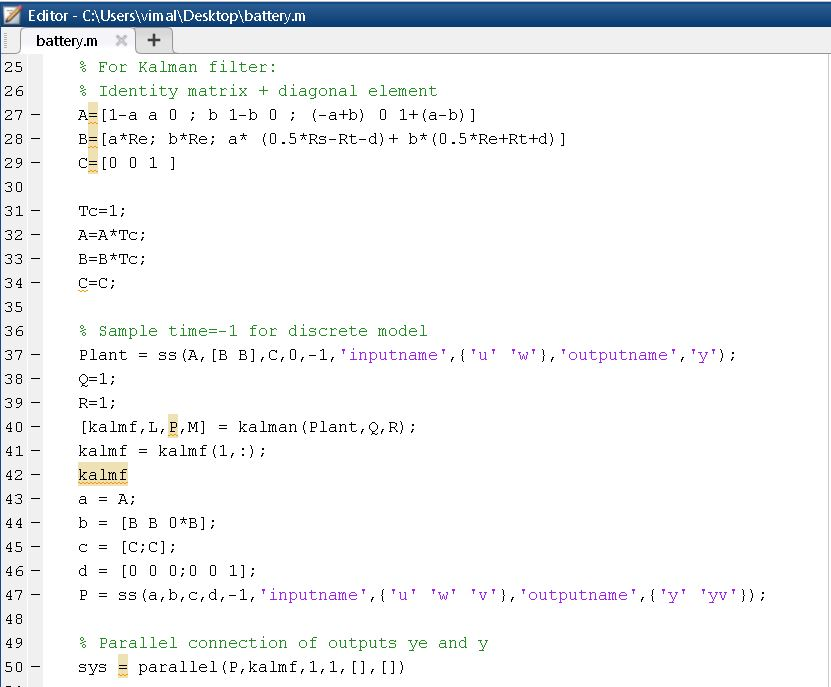 Editor - C:\Users\vimal\Desktop\battery.m
battery.m × +
25 % For Kalman filter:
26 % Identity matrix + diagonal element
27 - A=[1-a a 0 ; b 1-b 0 ; (-a+b) 0 1+(a-b)]
28 - B=[a*Re; b*Re; a* (0.5*Rs-Rt-d)+ b*(0.5*Re+Rt+d)]
29 - C=[0 0 1 ]
30
31 - Tc=1;
32 - A=A*Tc;
33 - B=B*Tc;
34 - C=C;
35
36 % Sample time=-1 for discrete model
37 - Plant = ss(A,[B B],C,0,-1,'inputname',{'u' 'w'},'outputname','y');
38 - Q=1;
39 - R=1;
40 - [kalmf,L,P,M] = kalman(Plant,Q,R);
41 - kalmf = kalmf(1,:);
42 - kalmf
43 - a = A;
44 - b = [B B 0*B];
45 - c = [C;C];
46 - d = [0 0 0;0 0 1];
47 - P = ss(a,b,c,d,-1,'inputname',{'u' 'w' 'v'},'outputname',{'y' 'yv'});
48
49 % Parallel connection of outputs ye and y
50 - sys = parallel(P,kalmf,1,1,[],[])